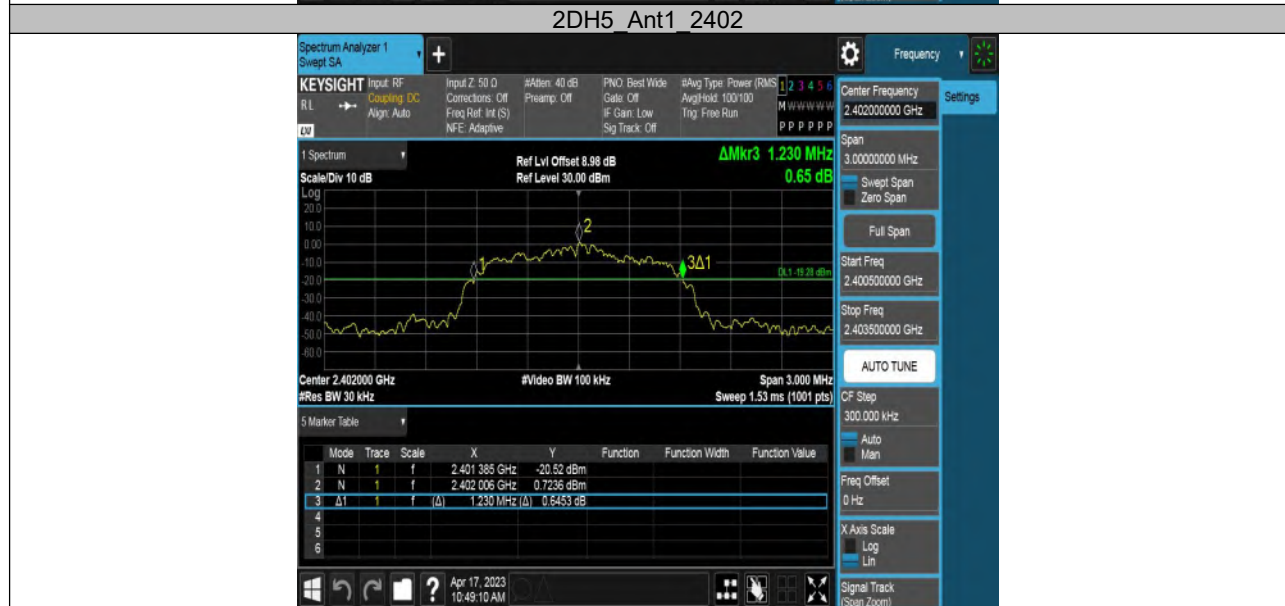 2DH5_Ant1_2402
Spectrum Analyzer 1
Swept SA
+
Frequency
KEYSIGHT Input: RF
RL Coupling: DC
Align: Auto
LXI
Input Z: 50 Ω
Corrections: Off
Freq Ref: Int (S)
NFE: Adaptive
#Atten: 40 dB
Preamp: Off
PNO: Best Wide
Gate: Off
IF Gain: Low
Sig Track: Off
#Avg Type: Power (RMS
Avg|Hold: 100/100
Trig: Free Run
1 2 3 4 5 6
M W W W W W
P P P P P P
Center Frequency
2.402000000 GHz
Settings
Span
3.00000000 MHz
Swept Span
Zero Span
Full Span
Start Freq
2.400500000 GHz
Stop Freq
2.403500000 GHz
AUTO TUNE
CF Step
300.000 kHz
Auto
Man
Freq Offset
0 Hz
X Axis Scale
Log
Lin
Signal Track
(Span Zoom)
1 Spectrum
Scale/Div 10 dB
Ref Lvl Offset 8.98 dB
Ref Level 30.00 dBm
ΔMkr3 1.230 MHz
0.65 dB
Log
20.0
10.0
0.00
-10.0
-20.0
-30.0
-40.0
-50.0
-60.0
1
2
3Δ1
DL1 -19.28 dBm
Center 2.402000 GHz
#Res BW 30 kHz
#Video BW 100 kHz
Span 3.000 MHz
Sweep 1.53 ms (1001 pts)
5 Marker Table
Mode Trace Scale X Y Function Function Width Function Value
1 N 1 f 2.401 385 GHz -20.52 dBm
2 N 1 f 2.402 006 GHz 0.7236 dBm
3 Δ1 1 f (Δ) 1.230 MHz (Δ) 0.6453 dB
4
5
6
?
Apr 17, 2023
10:49:10 AM